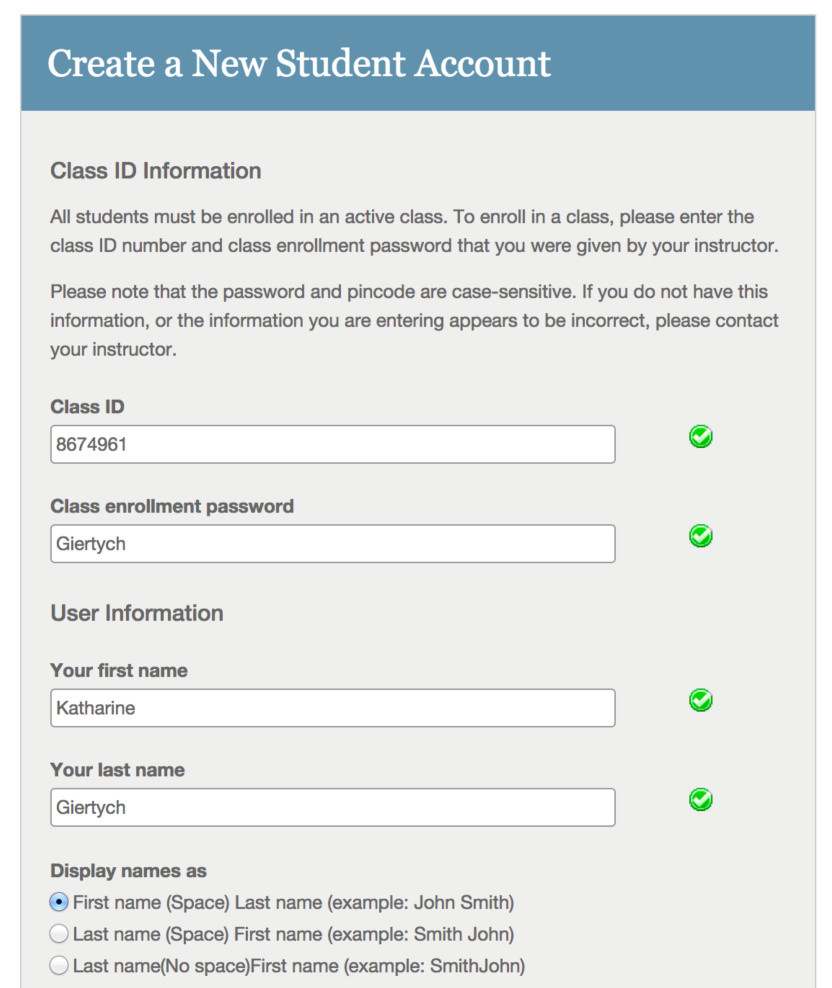 Create a New Student Account
Class ID Information
All students must be enrolled in an active class. To enroll in a class, please enter the
class ID number and class enrollment password that you were given by your instructor.
Please note that the password and pincode are case-sensitive. If you do not have this
information, or the information you are entering appears to be incorrect, please contact
your instructor.
Class ID
8674961
Class enrollment password
Giertych
User Information
Your first name
Katharine
Your last name
Giertych
Display names as
First name (Space) Last name (example: John Smith)
Last name (Space) First name (example: Smith John)
Last name(No space)First name (example: SmithJohn)